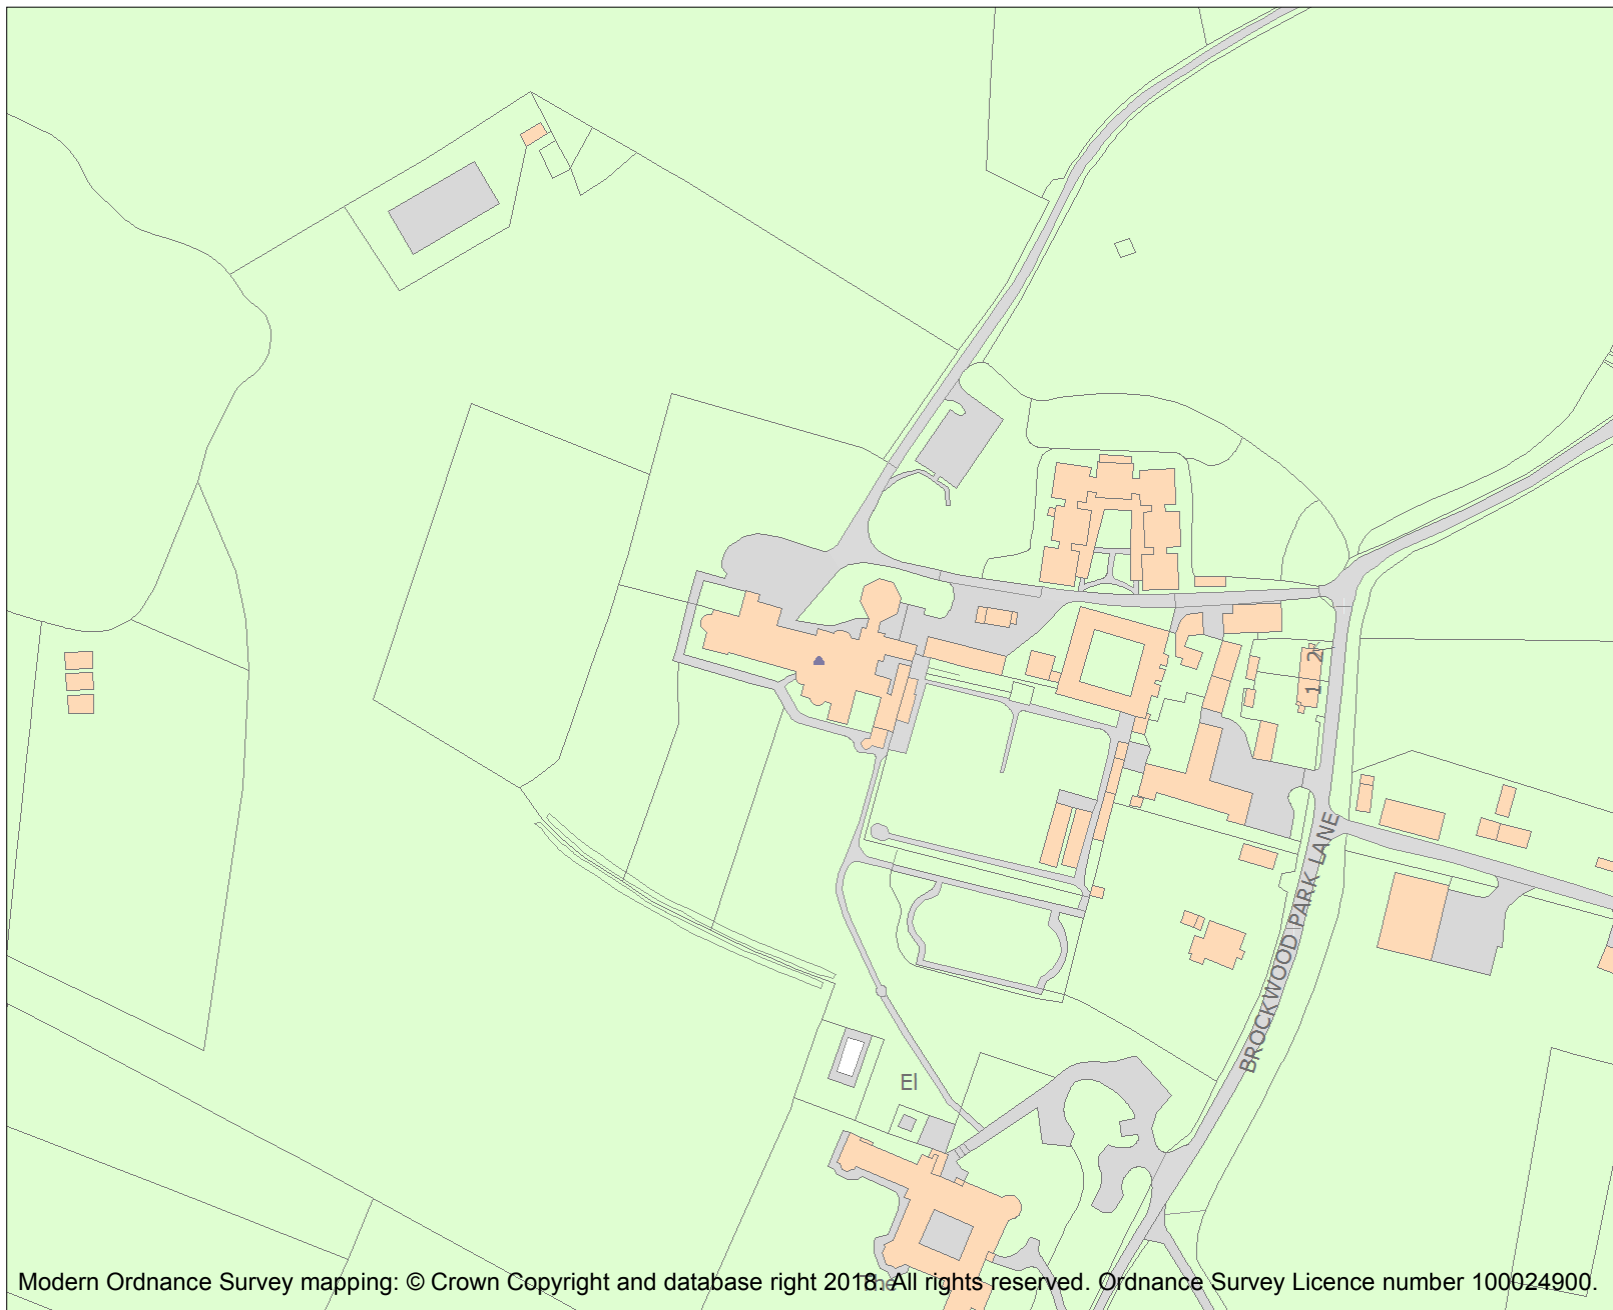 1 2
BROCKWOOD PARK LANE
El
The
Modern Ordnance Survey mapping: © Crown Copyright and database right 2018. All rights reserved. Ordnance Survey Licence number 100024900.